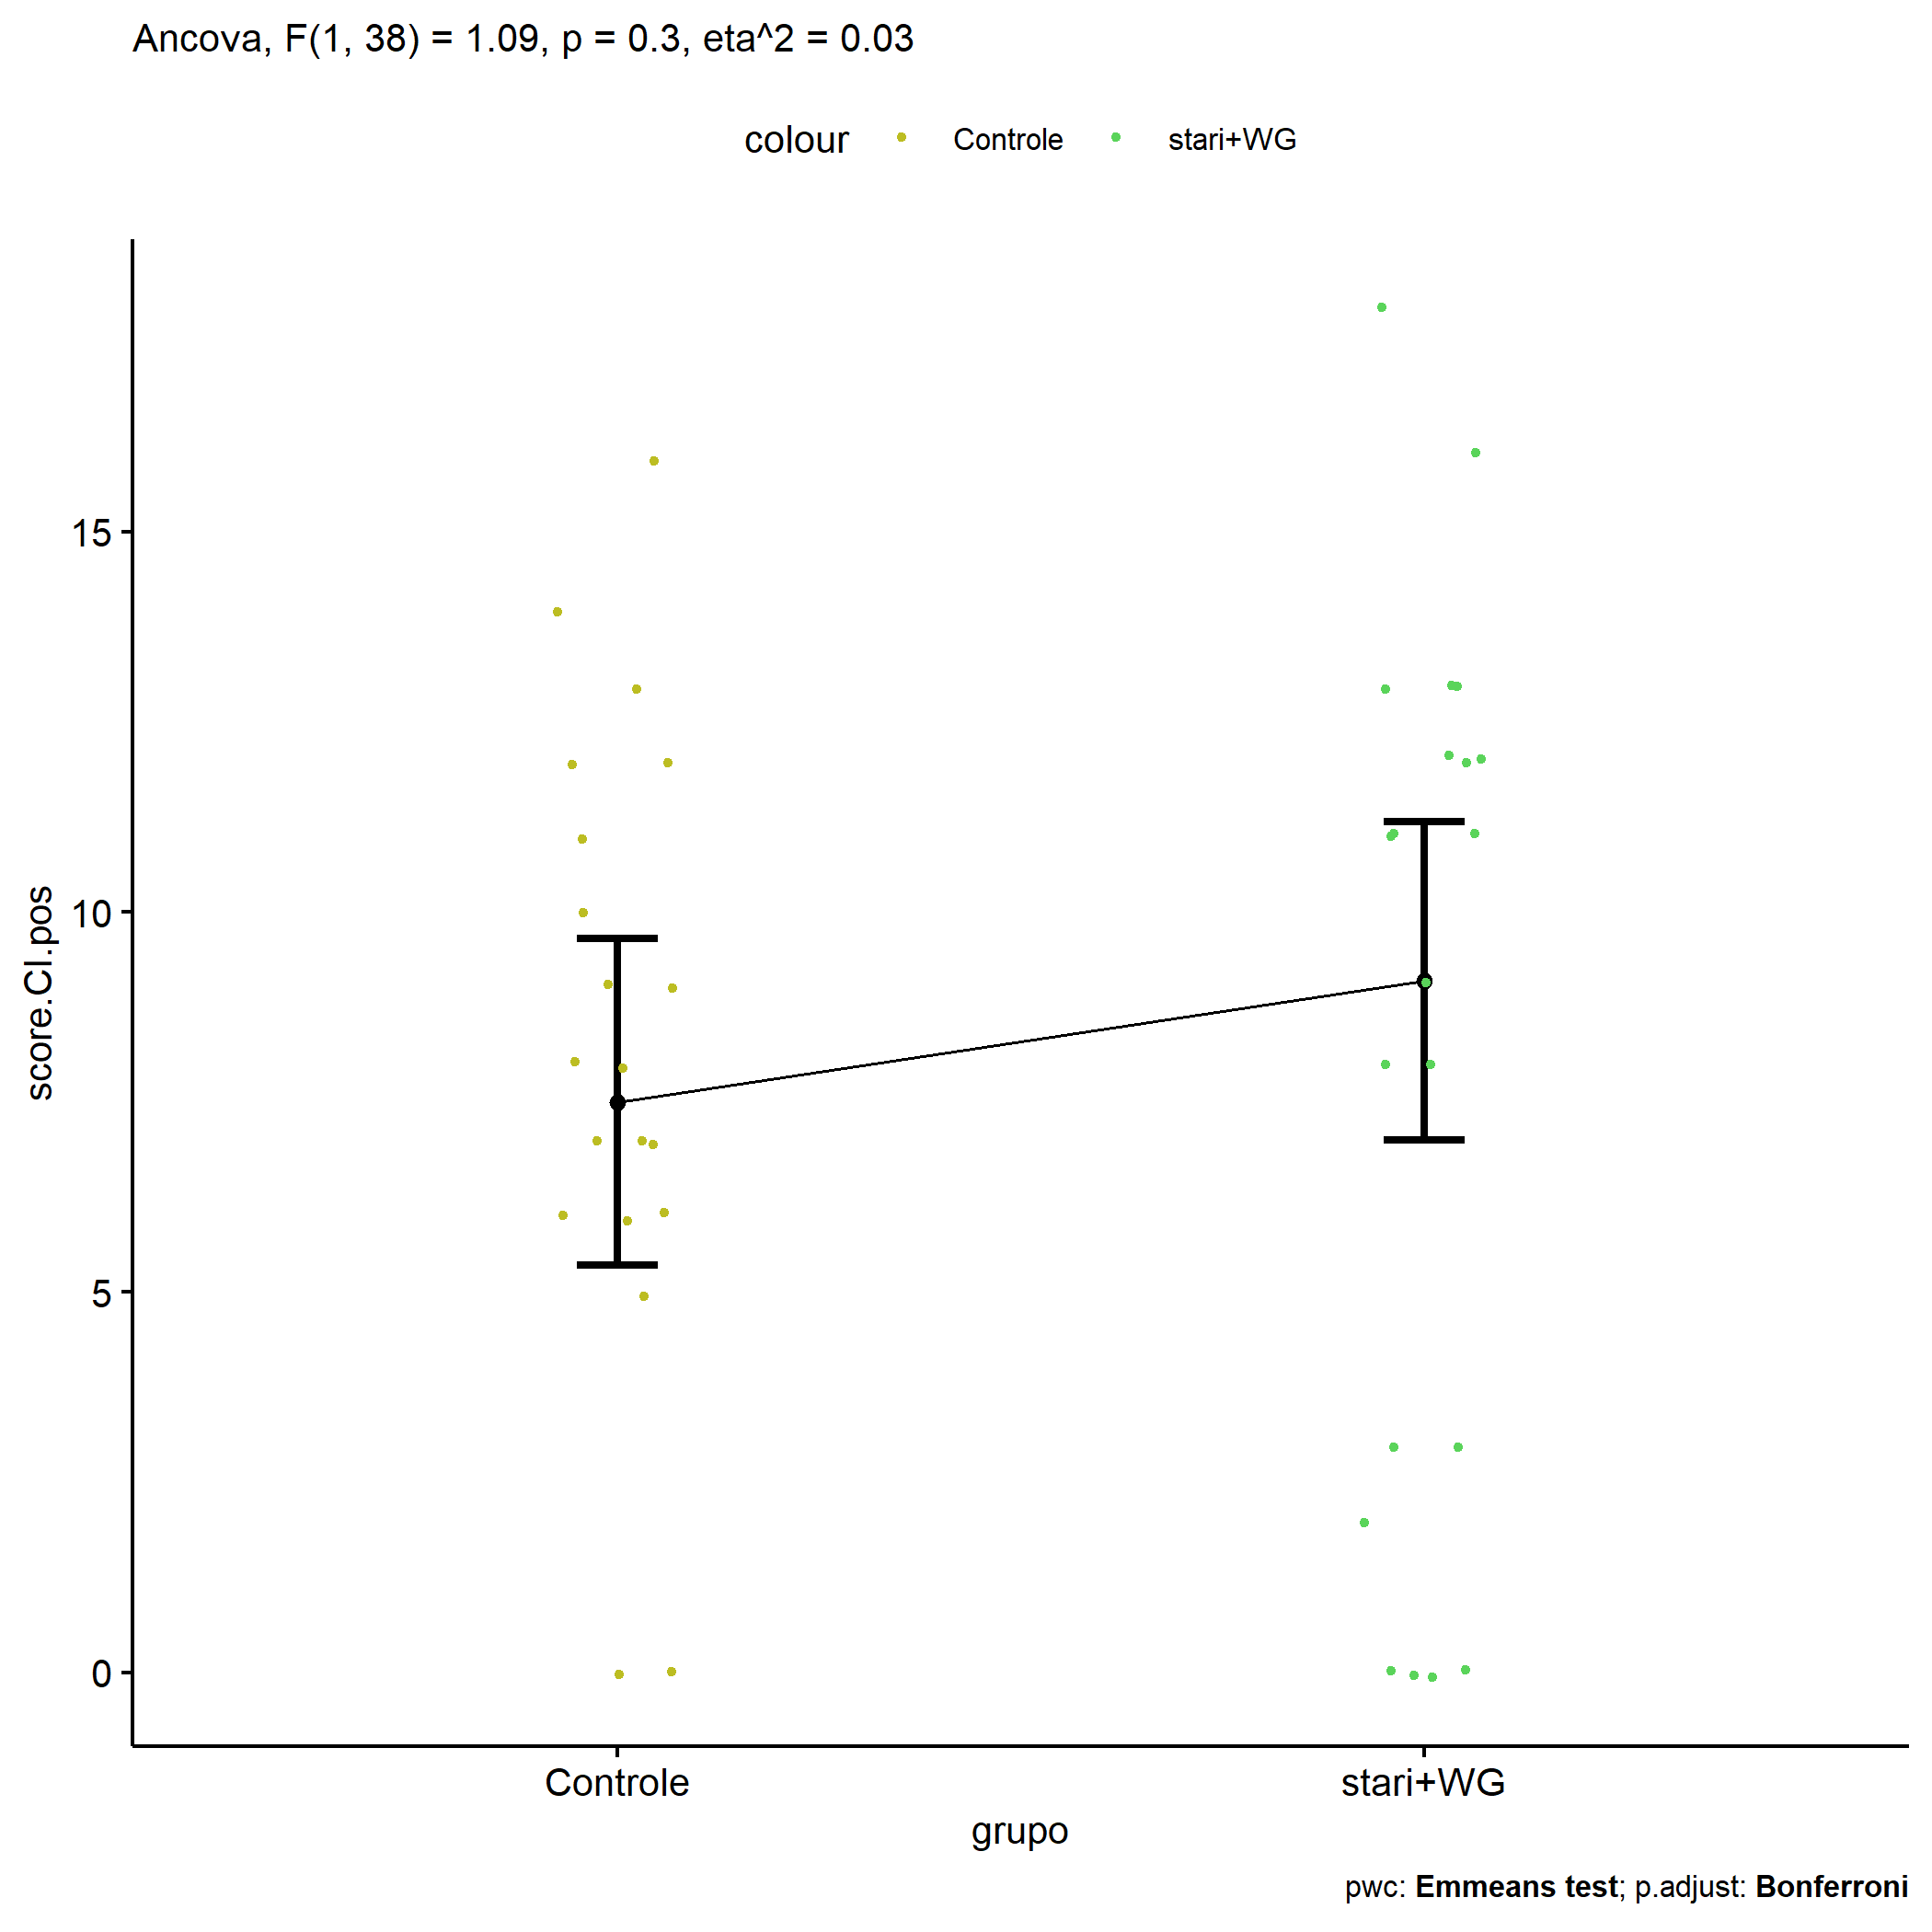 Ancova, F(1, 38) = 1.09, p = 0.3, eta^2 = 0.03
colour Controle stari+WG
score.CI.pos
15
10
5
0
Controle stari+WG
grupo
pwc: Emmeans test; p.adjust: Bonferroni